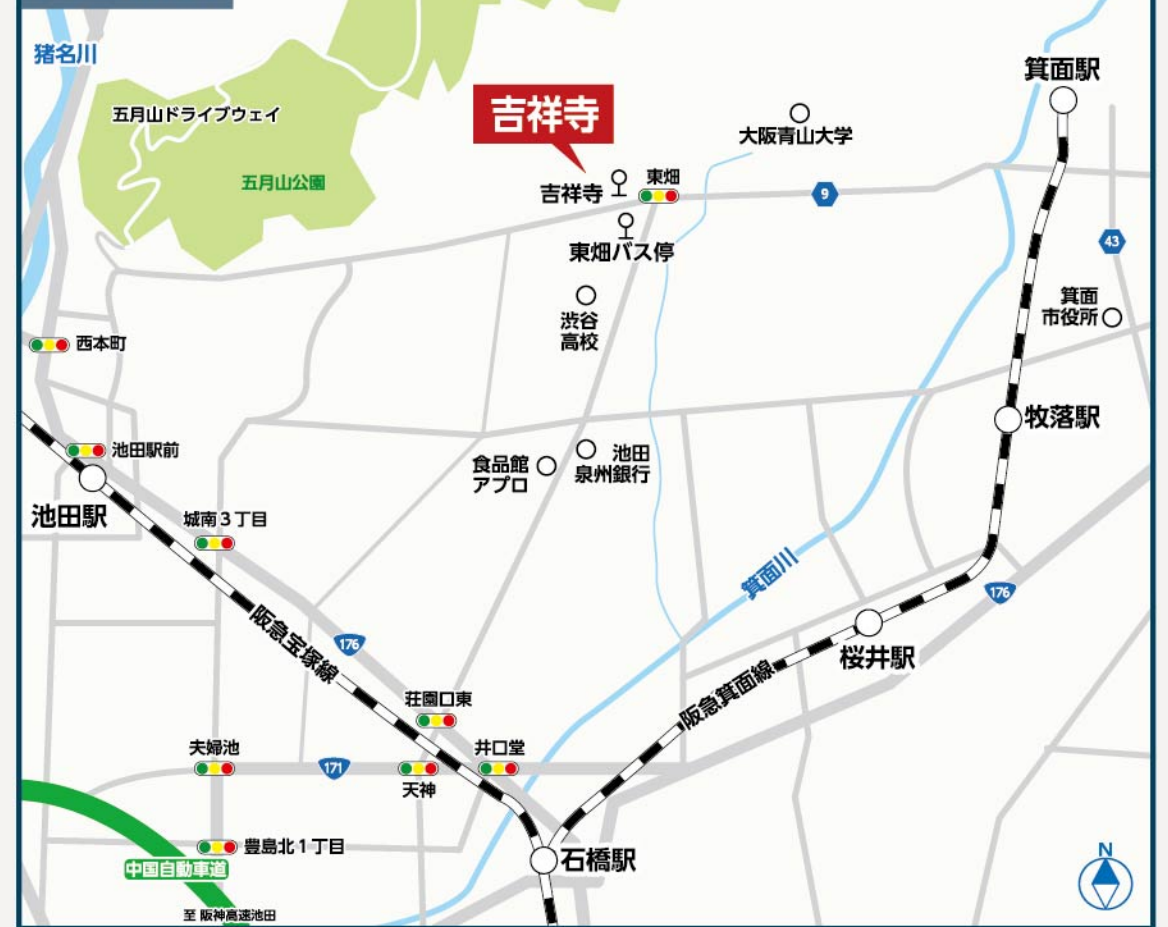 猪名川
箕面駅
五月山ドライブウェイ
吉祥寺
大阪青山大学
五月山公園
吉祥寺
東畑
9
東畑バス停
43
渋谷
高校
箕面
市役所
西本町
牧落駅
池田駅前
食品館
アプロ
池田
泉州銀行
池田駅
城南3丁目
箕面川
176
阪急宝塚線
176
桜井駅
阪急箕面線
荘園口東
夫婦池
井口堂
171
天神
豊島北1丁目
石橋駅
中国自動車道
至 阪神高速池田
N